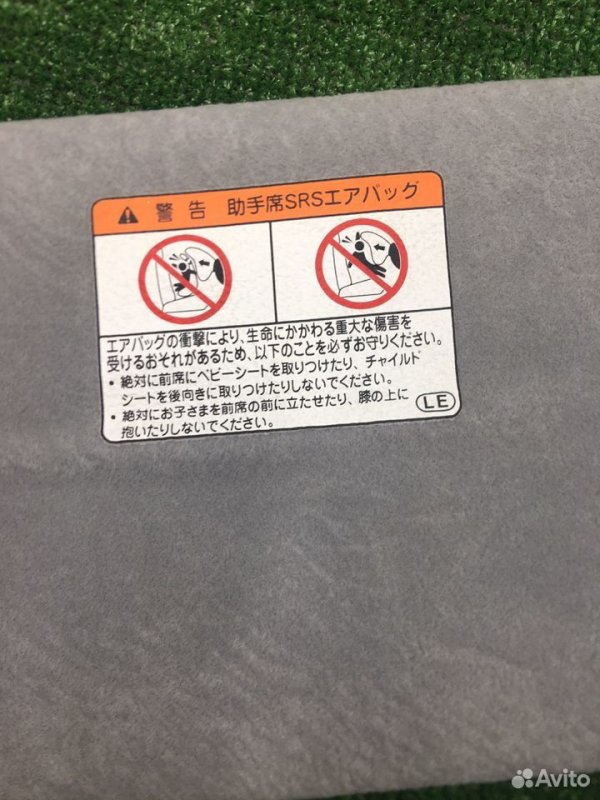 警告 助手席SRSエアバッグ
エアバッグの衝撃により、生命にかかわる重大な傷害を
受けるおそれがあるため、以下のことを必ずお守りください。
・絶対に前席にベビーシートを取りつけたり、チャイルド
シートを後向きに取りつけたりしないでください。
・絶対にお子さまを前席の前に立たせたり、膝の上に
抱いたりしないでください。
LE
Avito